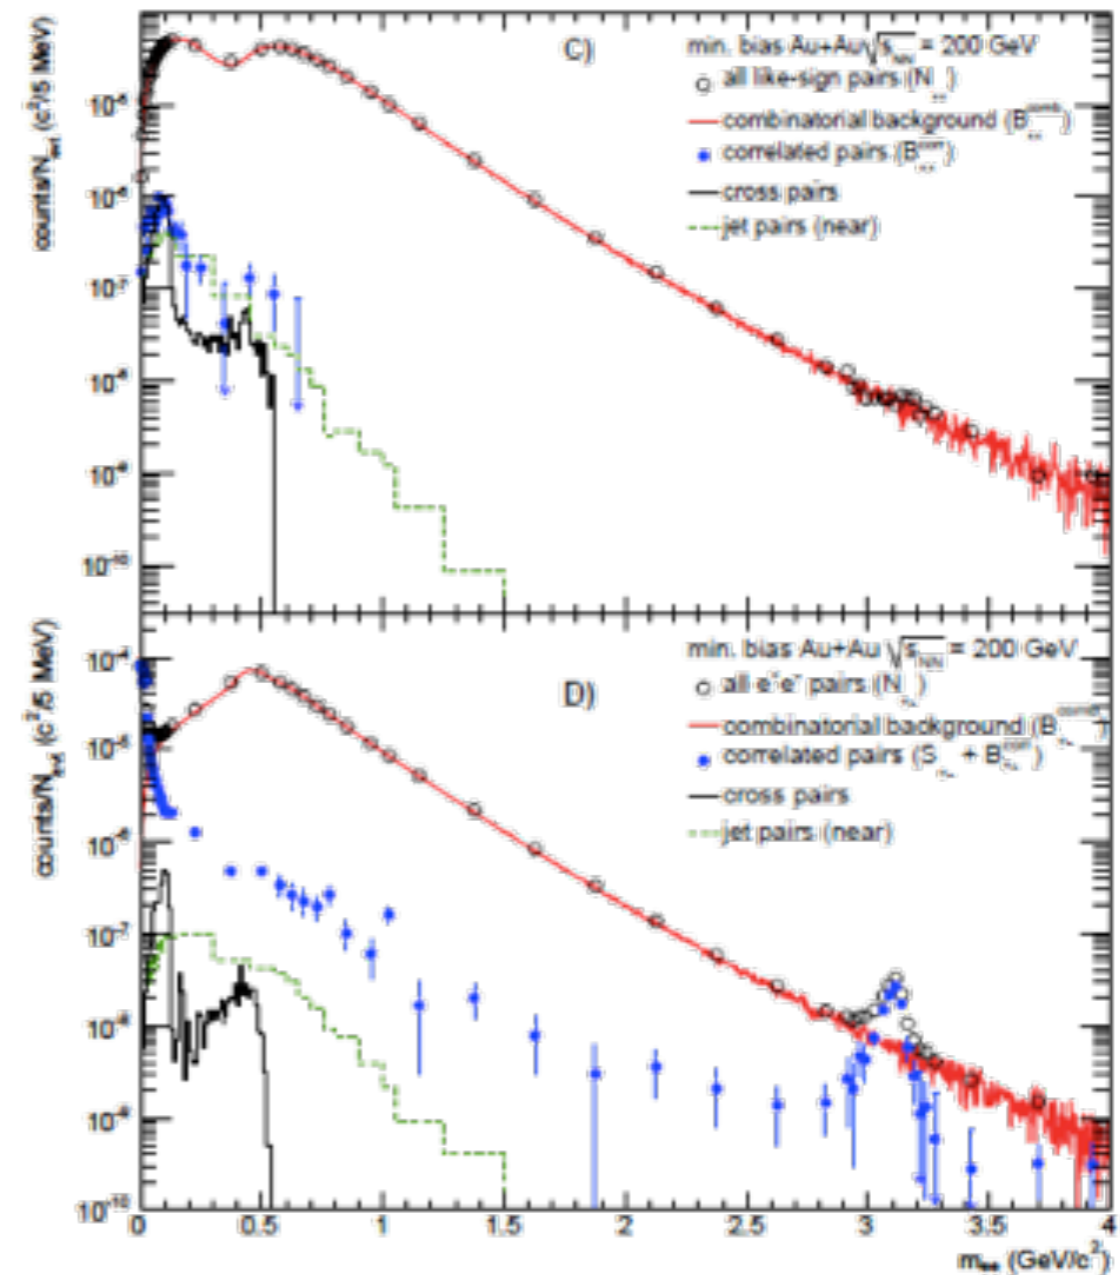 counts/N_evt (c²/5 MeV)
10⁻⁵
10⁻⁶
10⁻⁷
10⁻⁸
10⁻⁹
10⁻¹⁰
C)
min. bias Au+Au √s_NN = 200 GeV
all like-sign pairs (N )
combinatorial background (B^comb)
correlated pairs (B^corr)
cross pairs
jet pairs (near)
counts/N_evt (c²/5 MeV)
10⁻⁴
10⁻⁵
10⁻⁶
10⁻⁷
10⁻⁸
10⁻⁹
10⁻¹⁰
D)
min. bias Au+Au √s_NN = 200 GeV
all e⁺e⁻ pairs (N₊₋)
combinatorial background (B₊₋^comb)
correlated pairs (S₊₋ + B₊₋^corr)
cross pairs
jet pairs (near)
0 0.5 1 1.5 2 2.5 3 3.5 4
m_ee (GeV/c²)